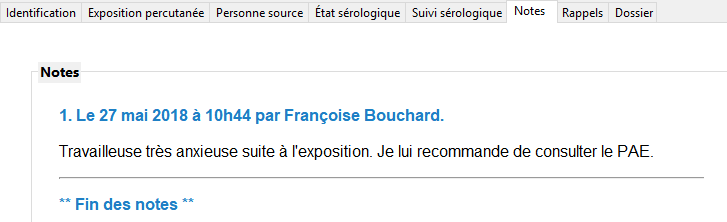 Identification Exposition percutanée Personne source État sérologique Suivi sérologique Notes Rappels Dossier
Notes
1. Le 27 mai 2018 à 10h44 par Françoise Bouchard.
Travailleuse très anxieuse suite à l'exposition. Je lui recommande de consulter le PAE.
** Fin des notes **